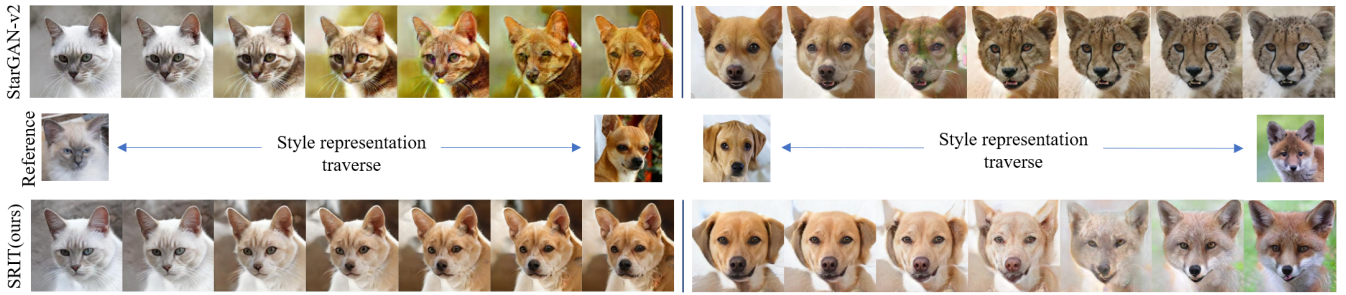 StarGAN-v2
Reference
Style representation
traverse
Style representation
traverse
SRIT(ours)